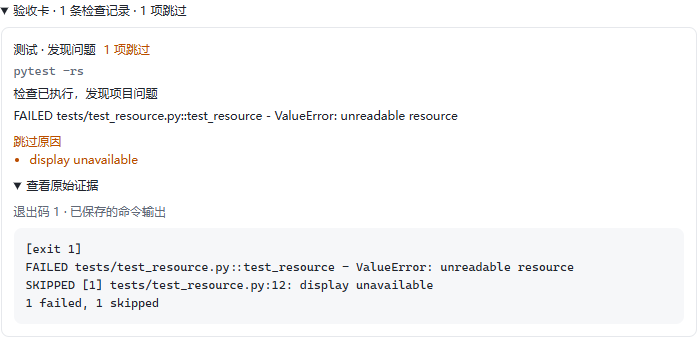 ▼ 验收卡 · 1 条检查记录 · 1 项跳过
测试 · 发现问题 1 项跳过
pytest -rs
检查已执行，发现项目问题
FAILED tests/test_resource.py::test_resource - ValueError: unreadable resource
跳过原因
• display unavailable
▼ 查看原始证据
退出码 1 · 已保存的命令输出
[exit 1]
FAILED tests/test_resource.py::test_resource - ValueError: unreadable resource
SKIPPED [1] tests/test_resource.py:12: display unavailable
1 failed, 1 skipped